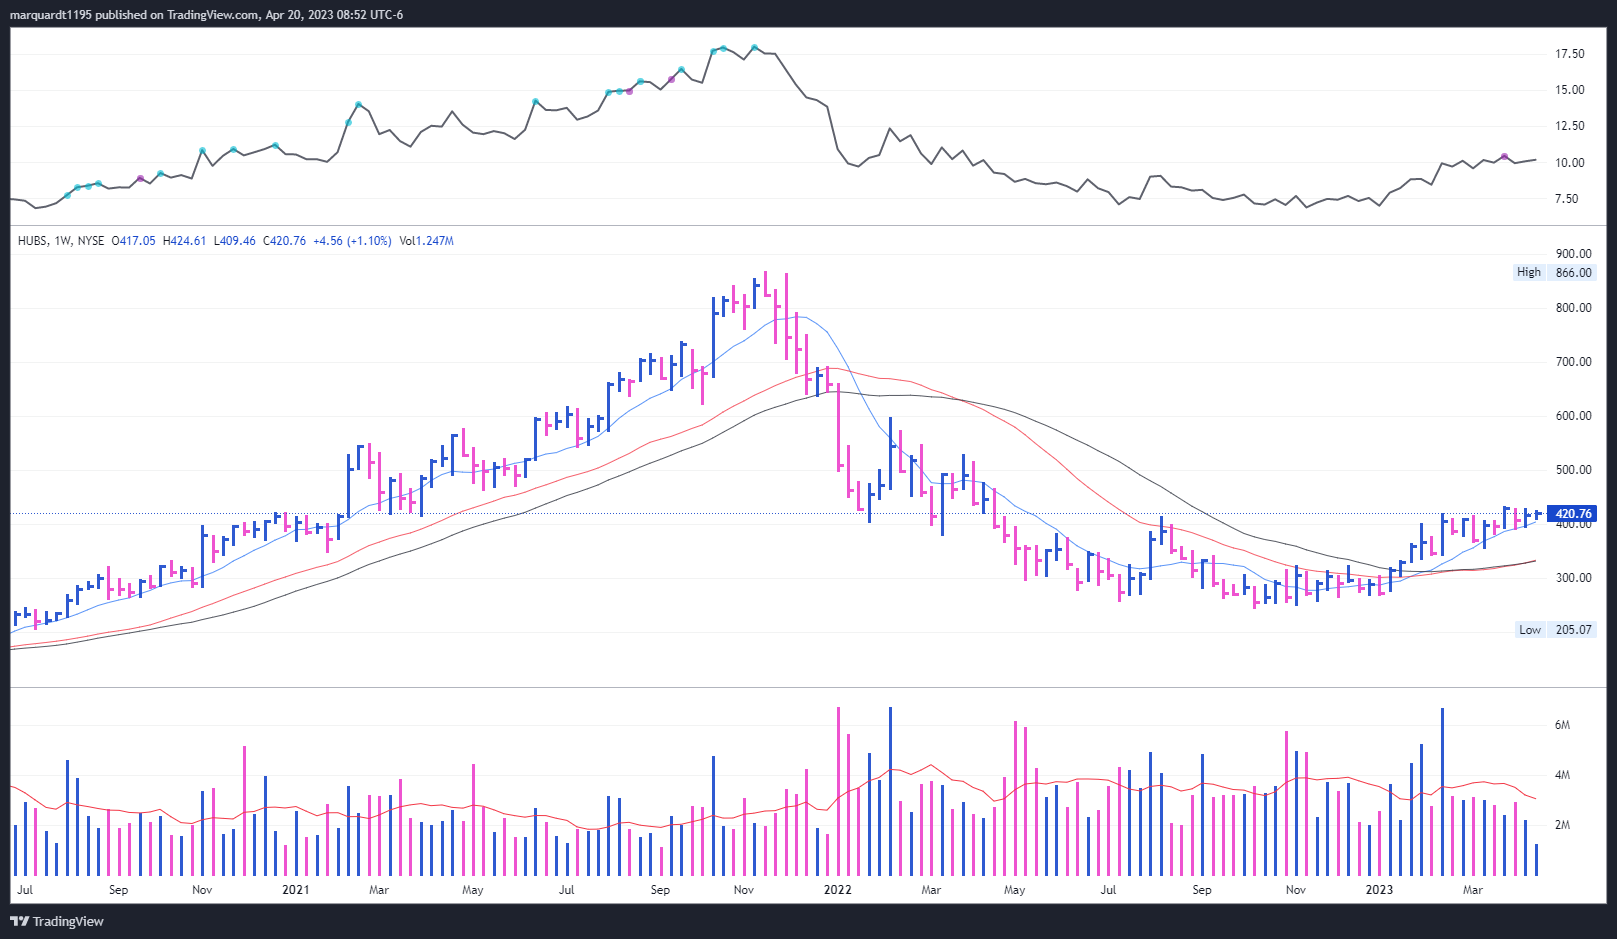 marquardt1195 published on TradingView.com, Apr 20, 2023 08:52 UTC-6
17.50
15.00
12.50
10.00
7.50
HUBS, 1W, NYSE O417.05 H424.61 L409.46 C420.76 +4.56 (+1.10%) Vol1.247M
900.00
High 866.00
800.00
700.00
600.00
500.00
420.76
400.00
300.00
Low 205.07
6M
4M
2M
Jul Sep Nov 2021 Mar May Jul Sep Nov 2022 Mar May Jul Sep Nov 2023 Mar
TradingView